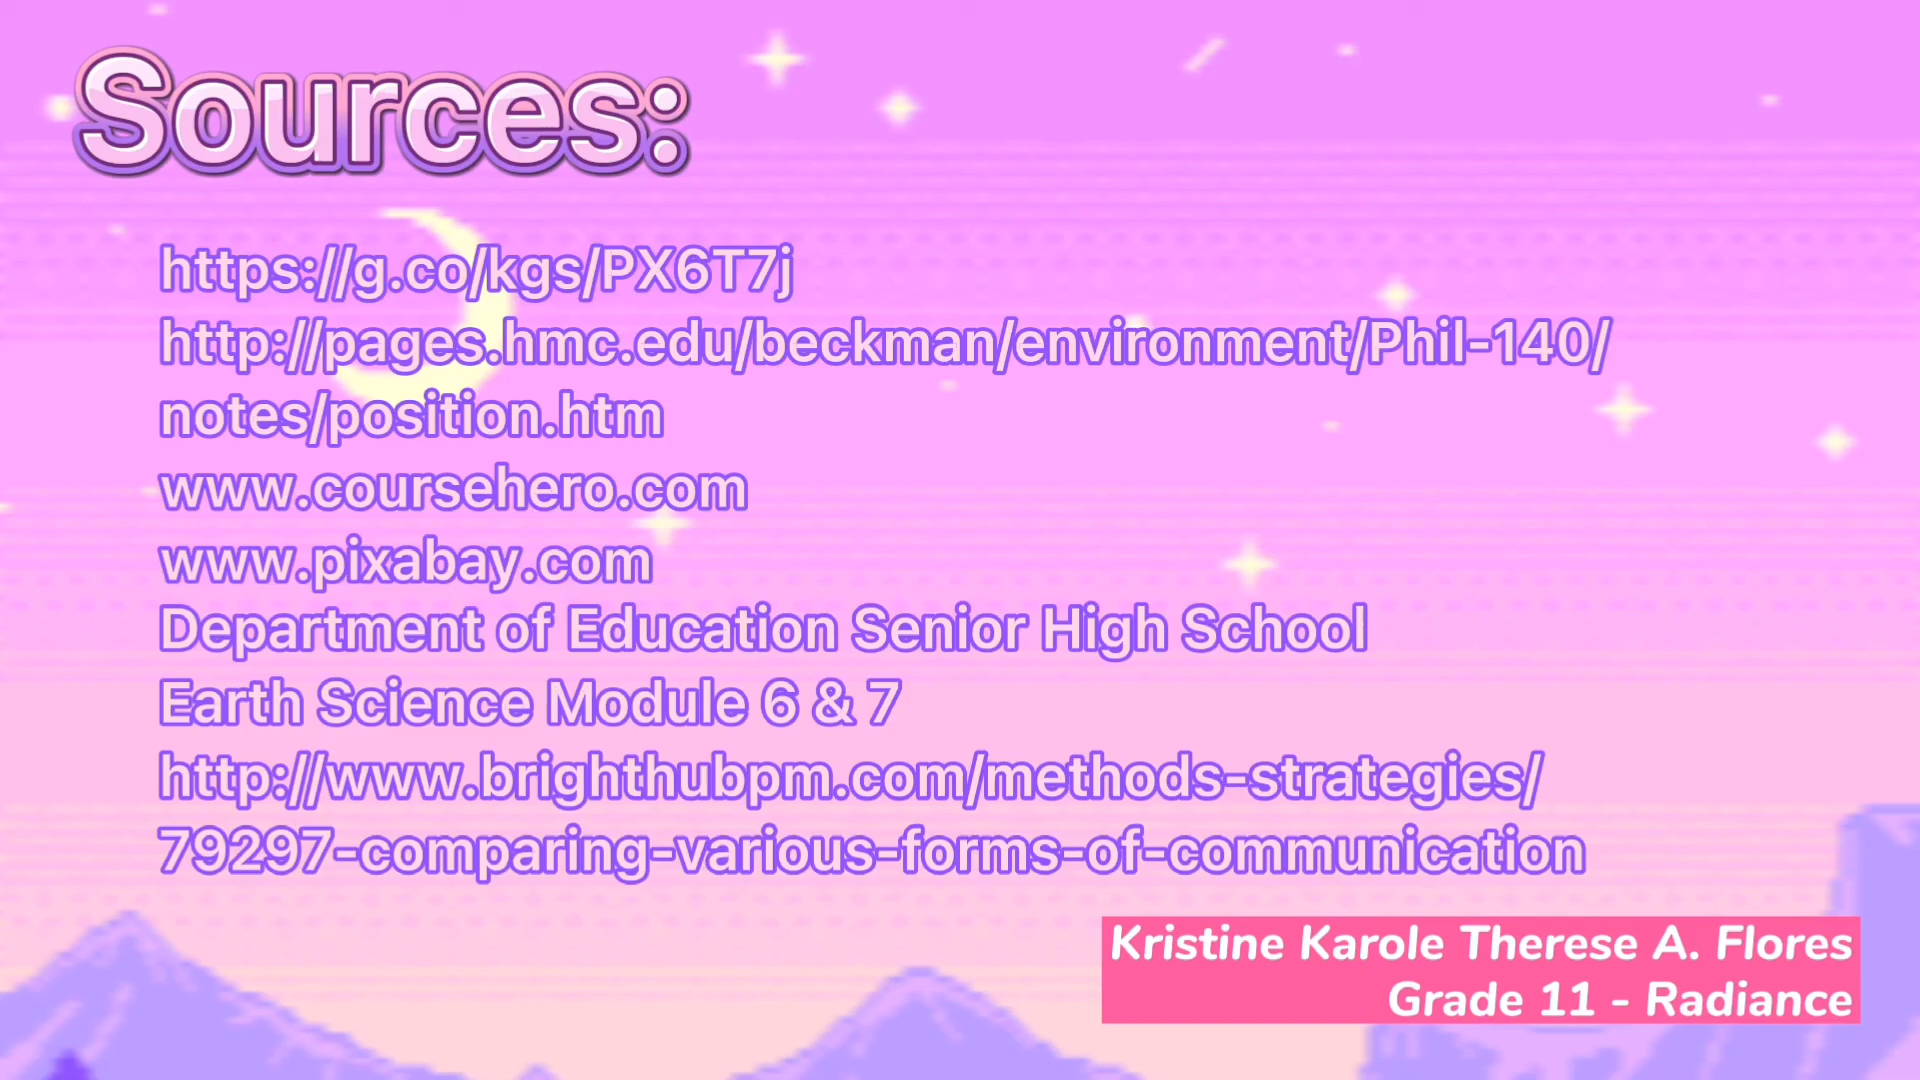 Sources:
https://g.co/kgs/PX6T7j
http://pages.hmc.edu/beckman/environment/Phil-140/
notes/position.htm
www.coursehero.com
www.pixabay.com
Department of Education Senior High School
Earth Science Module 6 & 7
http://www.brighthubpm.com/methods-strategies/
79297-comparing-various-forms-of-communication
Kristine Karole Therese A. Flores
Grade 11 - Radiance